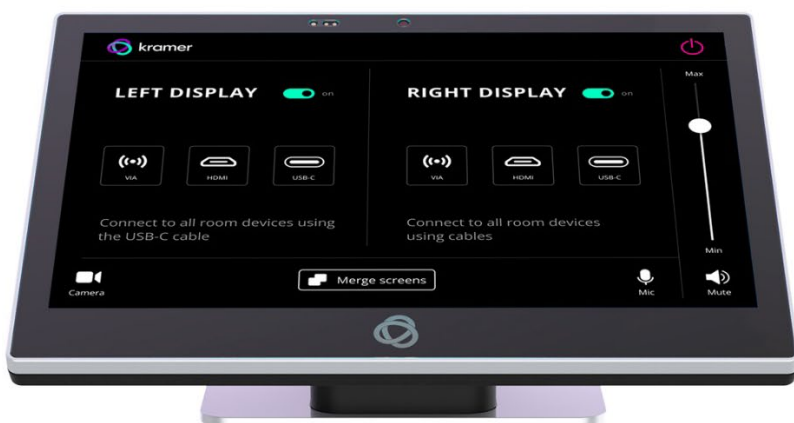 kramer
LEFT DISPLAY
on
VIA
HDMI
USB-C
Connect to all room devices using
the USB-C cable
RIGHT DISPLAY
on
VIA
HDMI
USB-C
Connect to all room devices
using cables
Max
Min
Camera
Merge screens
Mic
Mute